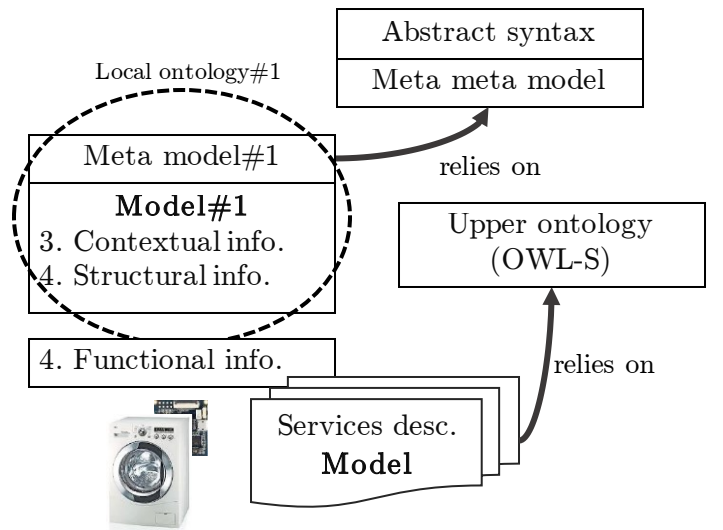 Abstract syntax
Meta meta model
Local ontology#1
Meta model#1
relies on
Model#1
3. Contextual info.
4. Structural info.
Upper ontology
(OWL-S)
4. Functional info.
relies on
Services desc.
Model